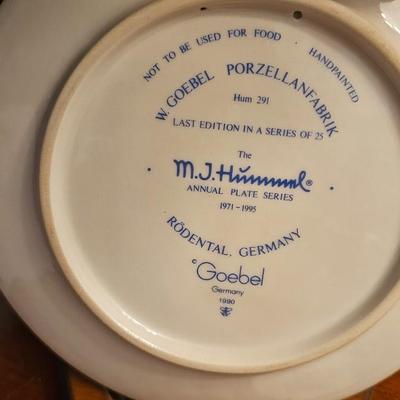 NOT TO BE USED FOR FOOD · HANDPAINTED
W. GOEBEL PORZELLANFABRIK
Hum 291
LAST EDITION IN A SERIES OF 25
The
M.J.Hummel®
ANNUAL PLATE SERIES
1971-1995
RÖDENTAL, GERMANY
© Goebel
Germany
1990